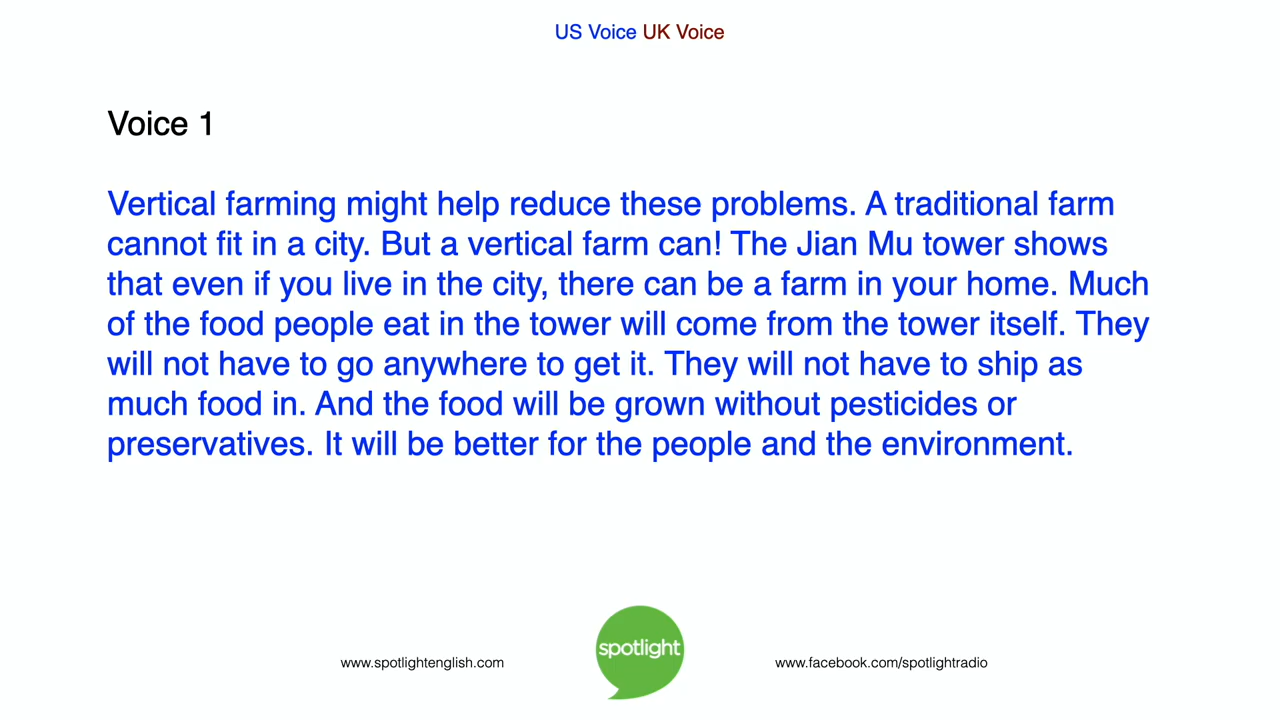 US Voice UK Voice
Voice 1
Vertical farming might help reduce these problems. A traditional farm
cannot fit in a city. But a vertical farm can! The Jian Mu tower shows
that even if you live in the city, there can be a farm in your home. Much
of the food people eat in the tower will come from the tower itself. They
will not have to go anywhere to get it. They will not have to ship as
much food in. And the food will be grown without pesticides or
preservatives. It will be better for the people and the environment.
spotlight
www.spotlightenglish.com
www.facebook.com/spotlightradio